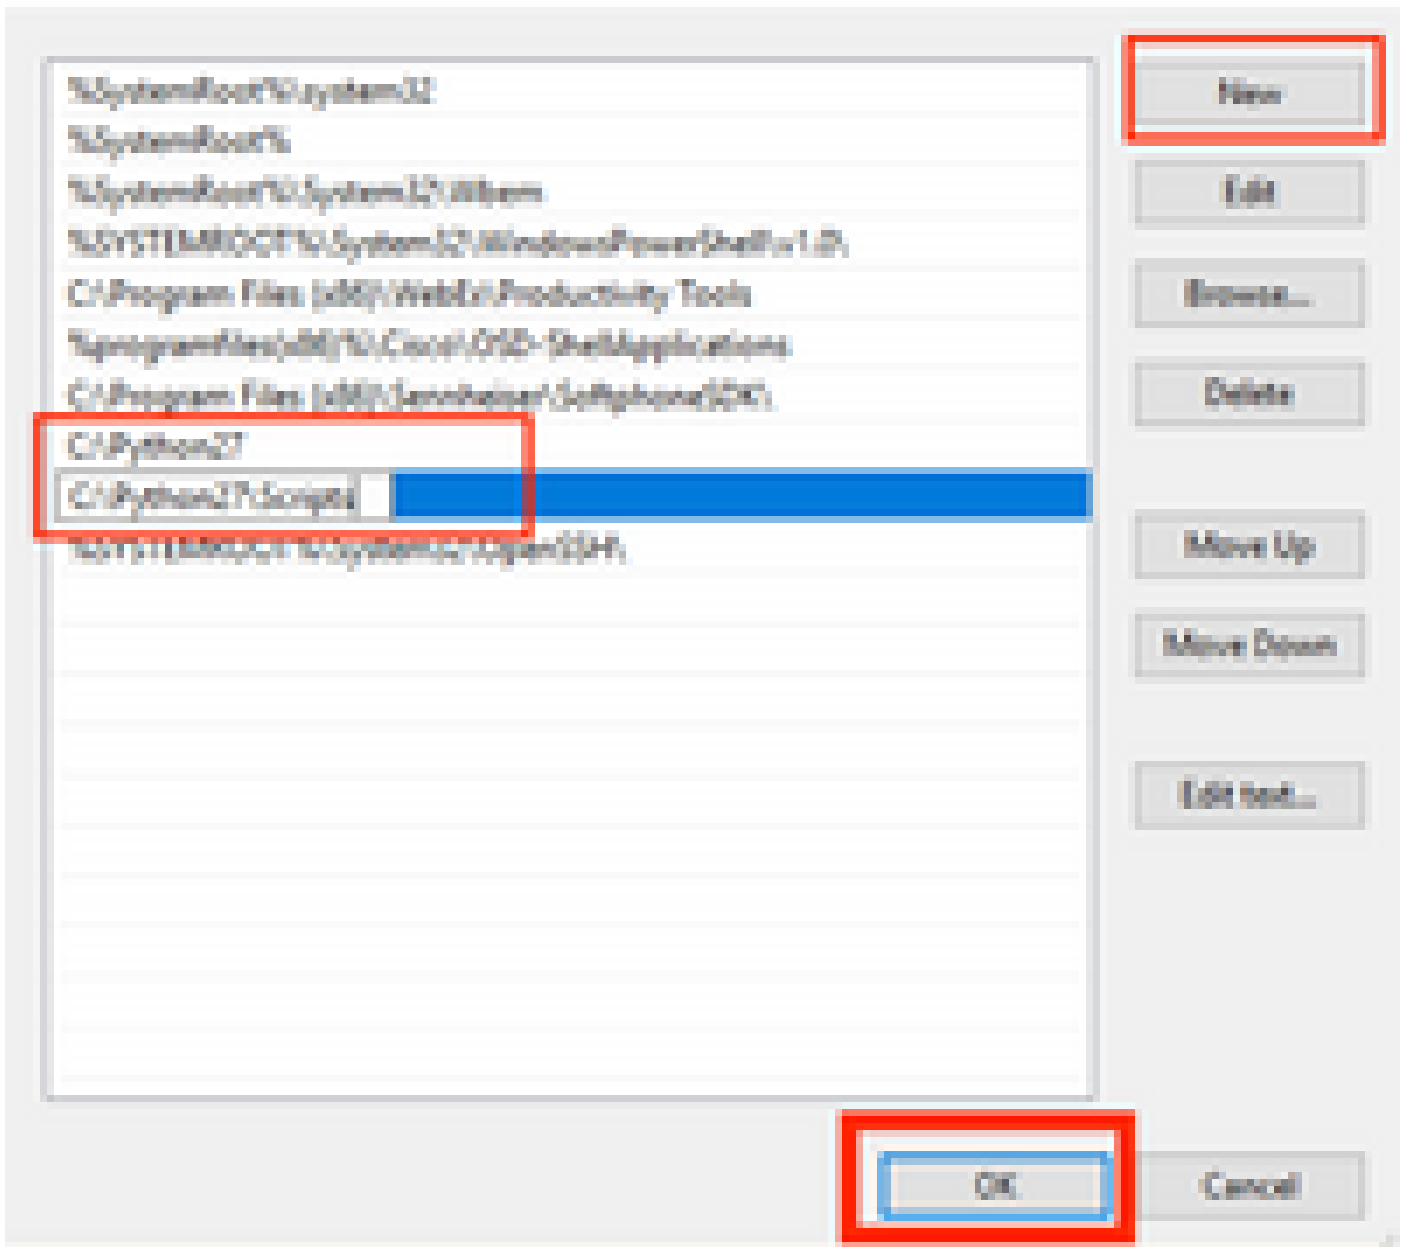 %SystemRoot%\system32
%SystemRoot%
%SystemRoot%\System32\Wbem
%SYSTEMROOT%\System32\WindowsPowerShell\v1.0\
C:\Program Files (x86)\WebEx\Productivity Tools
%programfiles(x86)%\Cisco\OSD-ShellApplications
C:\Program Files (x86)\Sennheiser\SoftphoneSDK\
C:\Python27
C:\Python27\Scripts
%SYSTEMROOT%\System32\OpenSSH\
New
Edit
Browse...
Delete
Move Up
Move Down
Edit text...
OK
Cancel